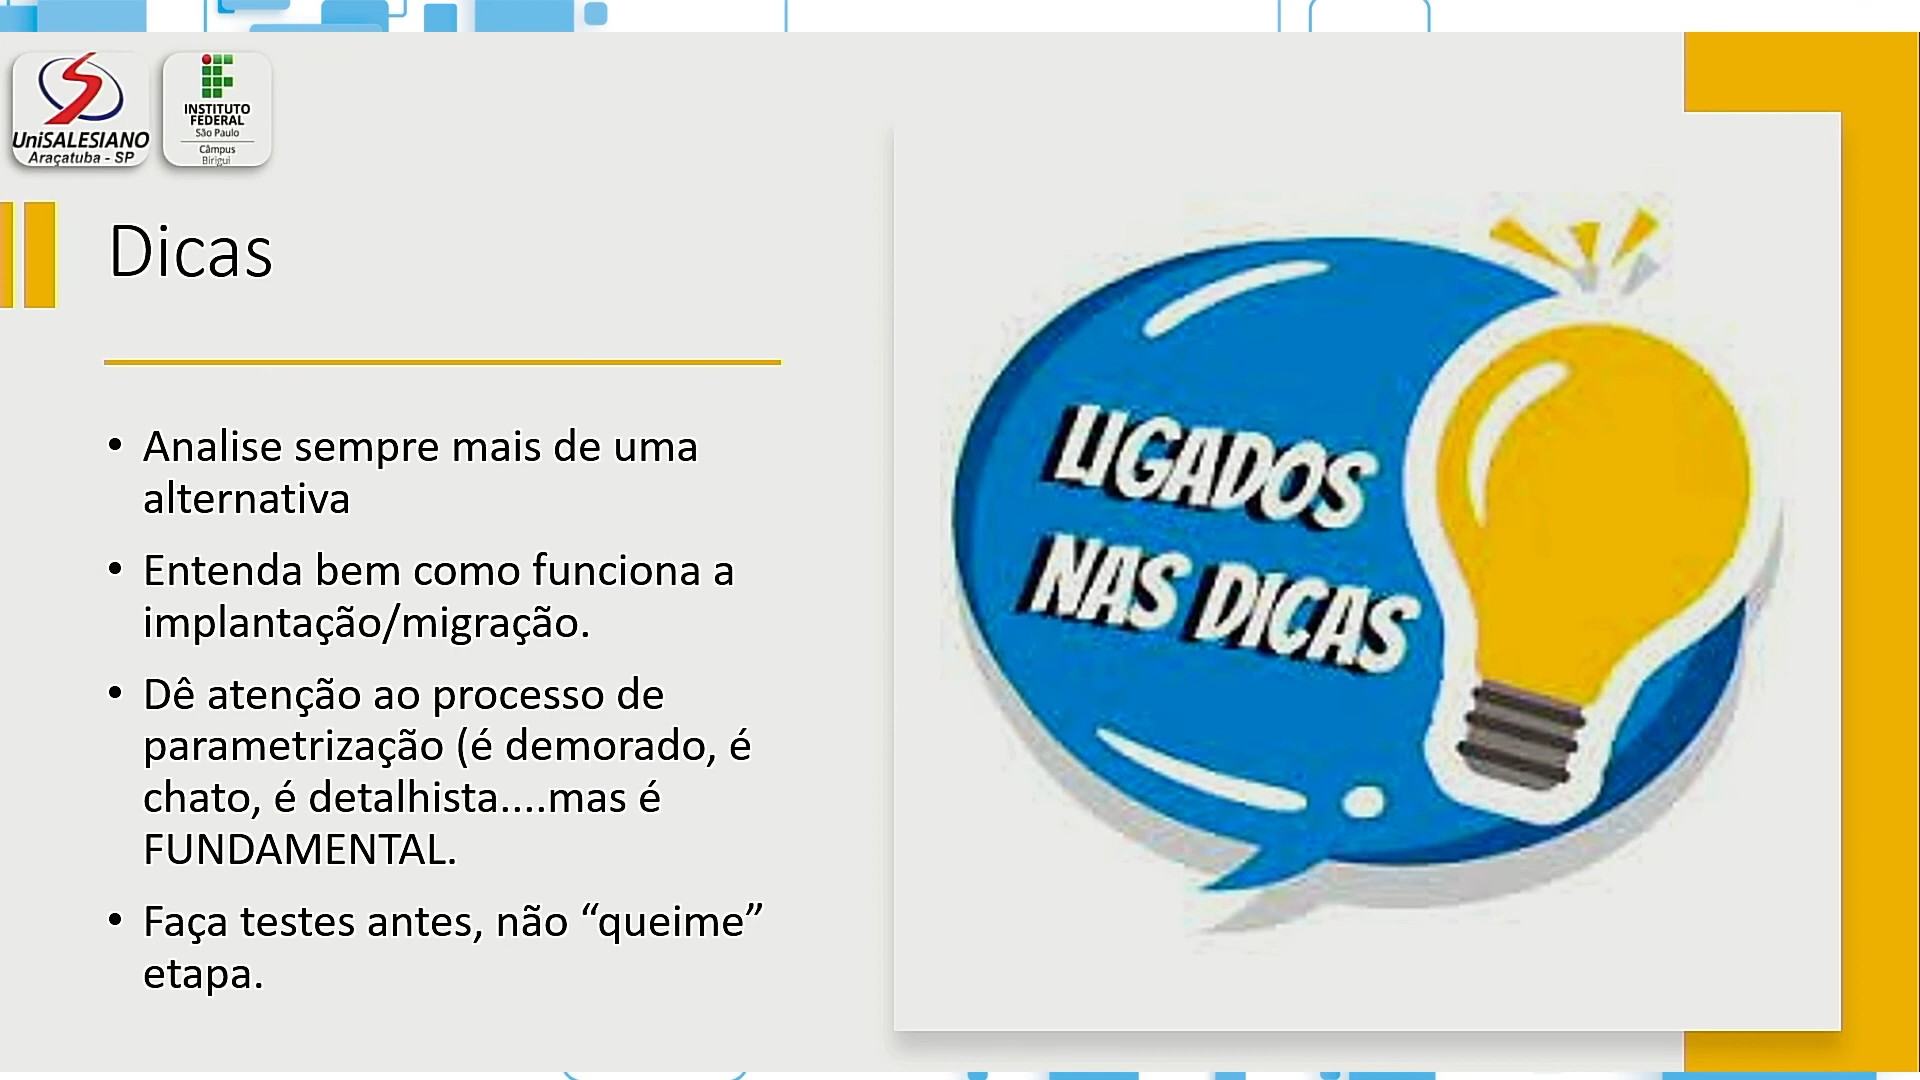 UniSALESIANO
Araçatuba - SP
INSTITUTO
FEDERAL
São Paulo
Câmpus
Birigui
Dicas
• Analise sempre mais de uma
alternativa
• Entenda bem como funciona a
implantação/migração.
• Dê atenção ao processo de
parametrização (é demorado, é
chato, é detalhista....mas é
FUNDAMENTAL.
• Faça testes antes, não “queime”
etapa.
LIGADOS
NAS DICAS